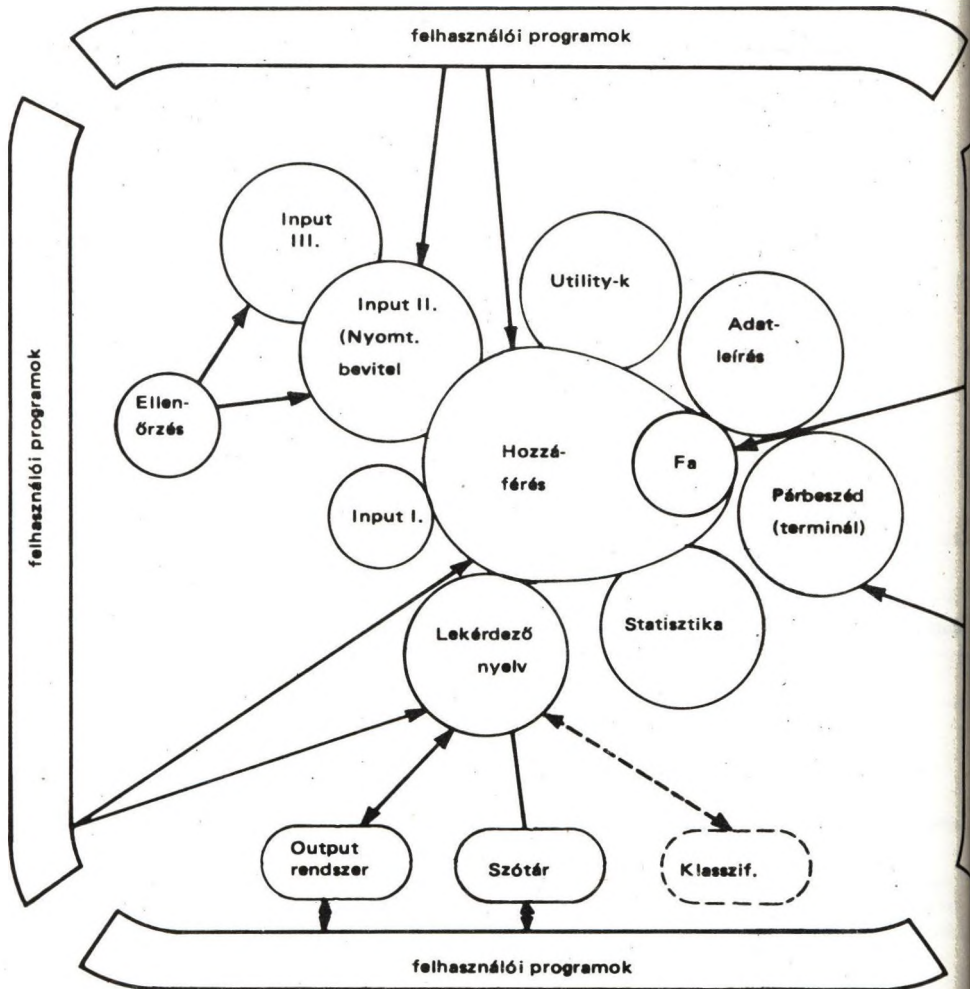 felhasználói programok
felhasználói programok
Input
III.
Utility-k
Input II.
(Nyomt.
bevitel
Adat-
leírás
Ellen-
őrzés
Hozzá-
férés
Fa
Input I.
Párbeszéd
(terminál)
Lekérdező
nyelv
Statisztika
Output
rendszer
Szótár
Klasszif.
felhasználói programok